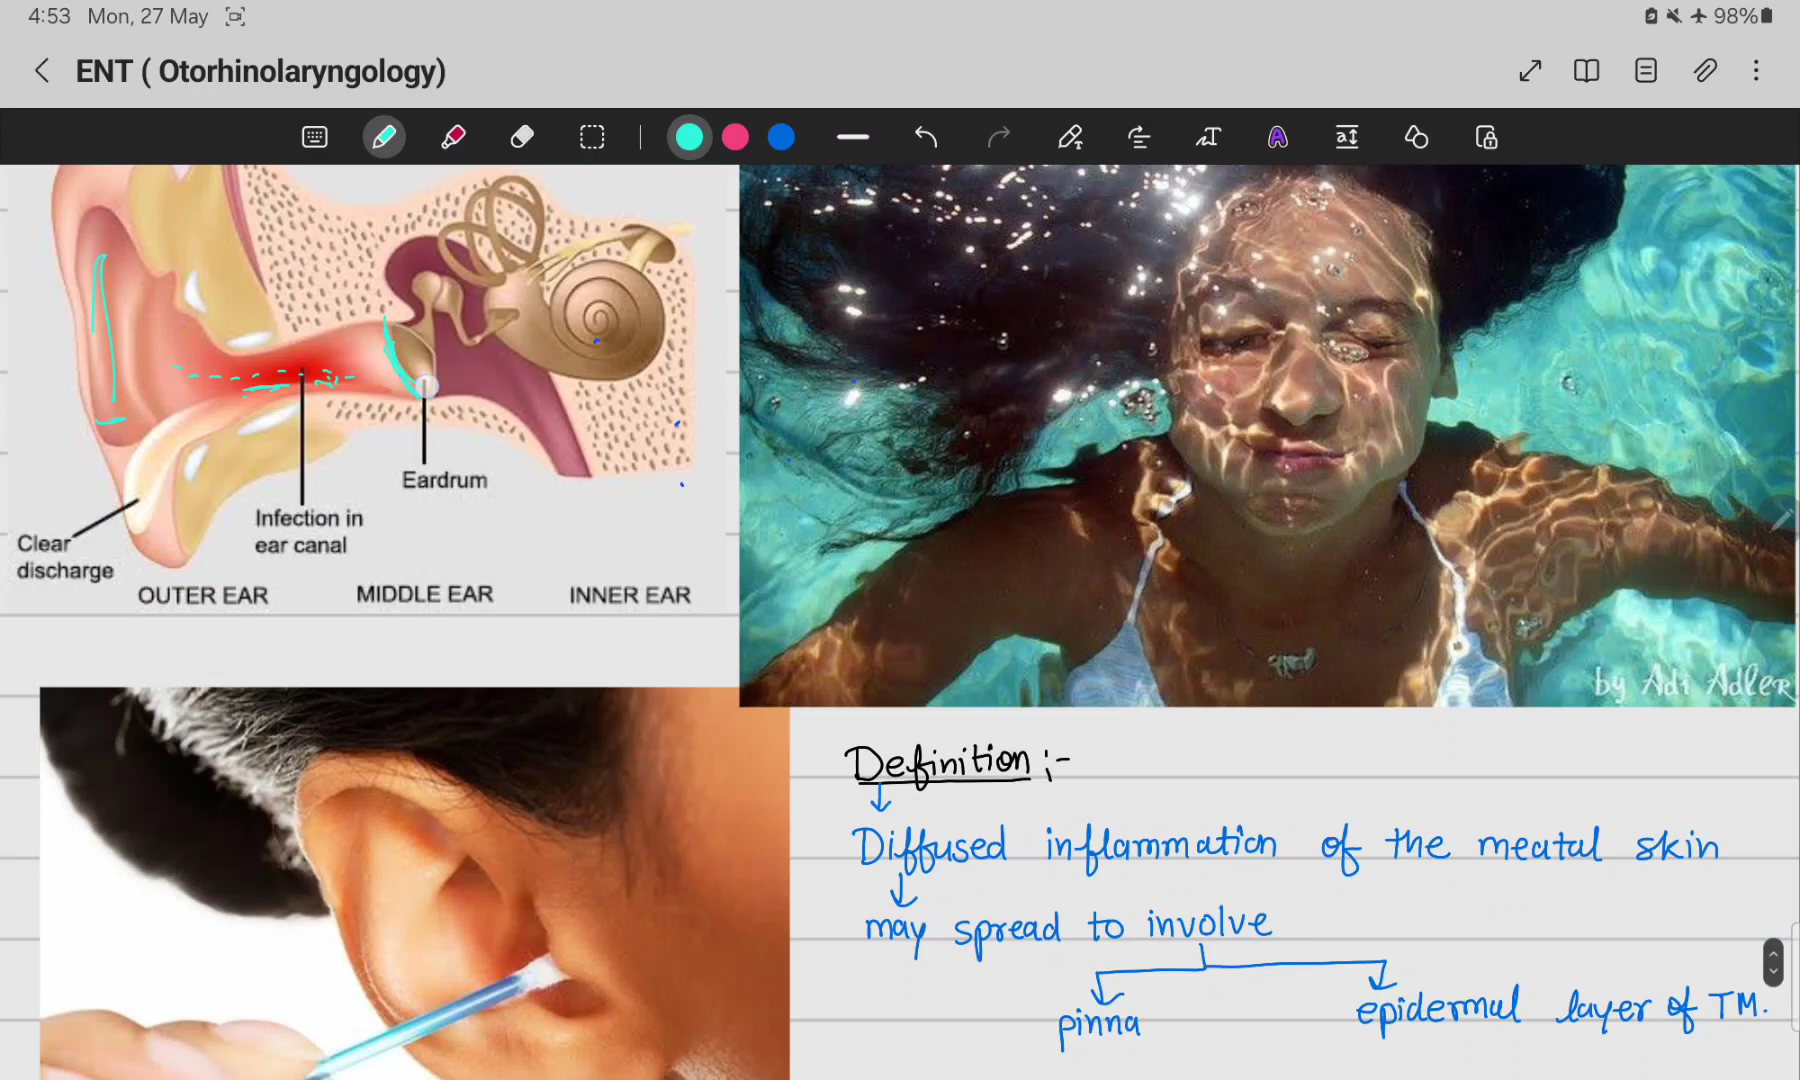 4:53 Mon, 27 May
98%
ENT ( Otorhinolaryngology)
Eardrum
Infection in
ear canal
Clear
discharge
OUTER EAR MIDDLE EAR INNER EAR
by Adi Adler
Definition :-
Diffused inflammation of the meatal skin
may spread to involve
pinna epidermal layer of TM.